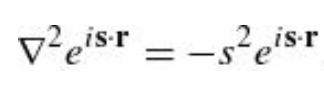 ∇²e^{i𝐬·𝐫} = −s²e^{i𝐬·𝐫}